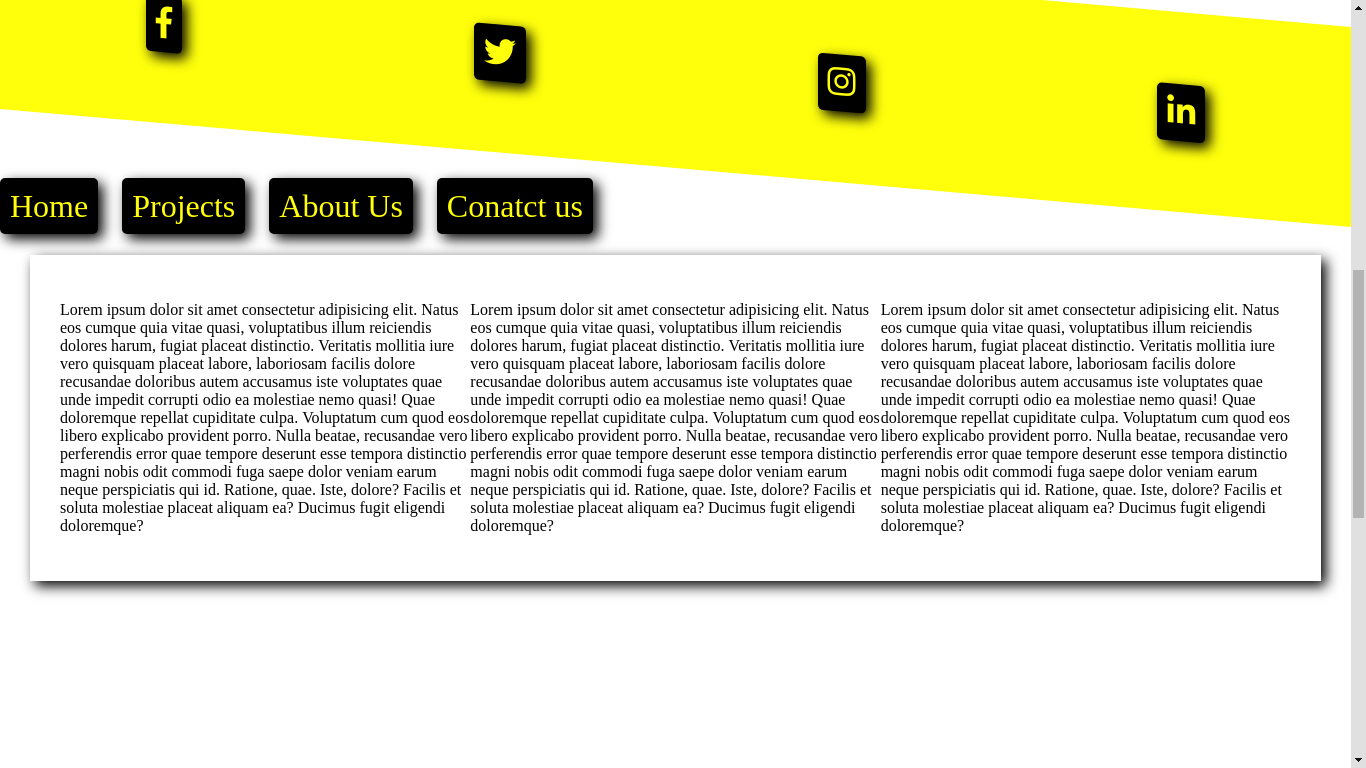 Home
Projects
About Us
Conatct us
Lorem ipsum dolor sit amet consectetur adipisicing elit. Natus
eos cumque quia vitae quasi, voluptatibus illum reiciendis
dolores harum, fugiat placeat distinctio. Veritatis mollitia iure
vero quisquam placeat labore, laboriosam facilis dolore
recusandae doloribus autem accusamus iste voluptates quae
unde impedit corrupti odio ea molestiae nemo quasi! Quae
doloremque repellat cupiditate culpa. Voluptatum cum quod eos
libero explicabo provident porro. Nulla beatae, recusandae vero
perferendis error quae tempore deserunt esse tempora distinctio
magni nobis odit commodi fuga saepe dolor veniam earum
neque perspiciatis qui id. Ratione, quae. Iste, dolore? Facilis et
soluta molestiae placeat aliquam ea? Ducimus fugit eligendi
doloremque?
Lorem ipsum dolor sit amet consectetur adipisicing elit. Natus
eos cumque quia vitae quasi, voluptatibus illum reiciendis
dolores harum, fugiat placeat distinctio. Veritatis mollitia iure
vero quisquam placeat labore, laboriosam facilis dolore
recusandae doloribus autem accusamus iste voluptates quae
unde impedit corrupti odio ea molestiae nemo quasi! Quae
doloremque repellat cupiditate culpa. Voluptatum cum quod eos
libero explicabo provident porro. Nulla beatae, recusandae vero
perferendis error quae tempore deserunt esse tempora distinctio
magni nobis odit commodi fuga saepe dolor veniam earum
neque perspiciatis qui id. Ratione, quae. Iste, dolore? Facilis et
soluta molestiae placeat aliquam ea? Ducimus fugit eligendi
doloremque?
Lorem ipsum dolor sit amet consectetur adipisicing elit. Natus
eos cumque quia vitae quasi, voluptatibus illum reiciendis
dolores harum, fugiat placeat distinctio. Veritatis mollitia iure
vero quisquam placeat labore, laboriosam facilis dolore
recusandae doloribus autem accusamus iste voluptates quae
unde impedit corrupti odio ea molestiae nemo quasi! Quae
doloremque repellat cupiditate culpa. Voluptatum cum quod eos
libero explicabo provident porro. Nulla beatae, recusandae vero
perferendis error quae tempore deserunt esse tempora distinctio
magni nobis odit commodi fuga saepe dolor veniam earum
neque perspiciatis qui id. Ratione, quae. Iste, dolore? Facilis et
soluta molestiae placeat aliquam ea? Ducimus fugit eligendi
doloremque?